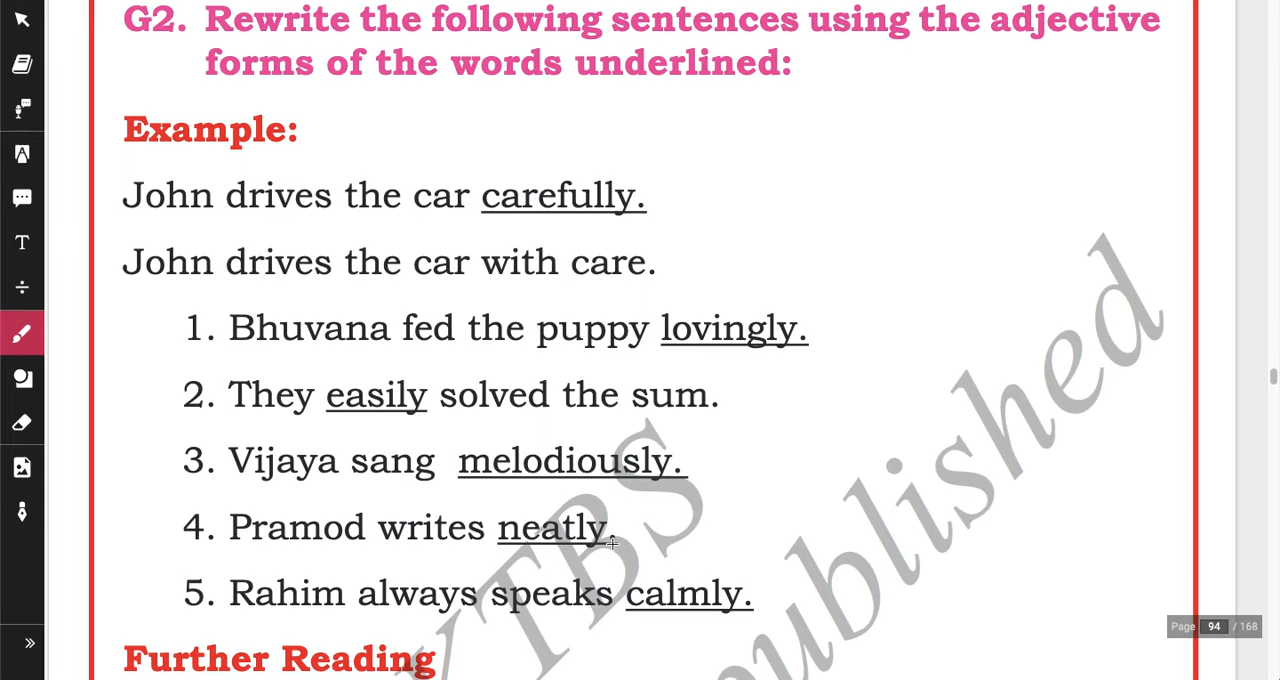 G2. Rewrite the following sentences using the adjective
forms of the words underlined:
Example:
John drives the car carefully.
John drives the car with care.
1. Bhuvana fed the puppy lovingly.
2. They easily solved the sum.
3. Vijaya sang melodiously.
4. Pramod writes neatly.
5. Rahim always speaks calmly.
Further Reading
KTBS
published
Page 94 / 168